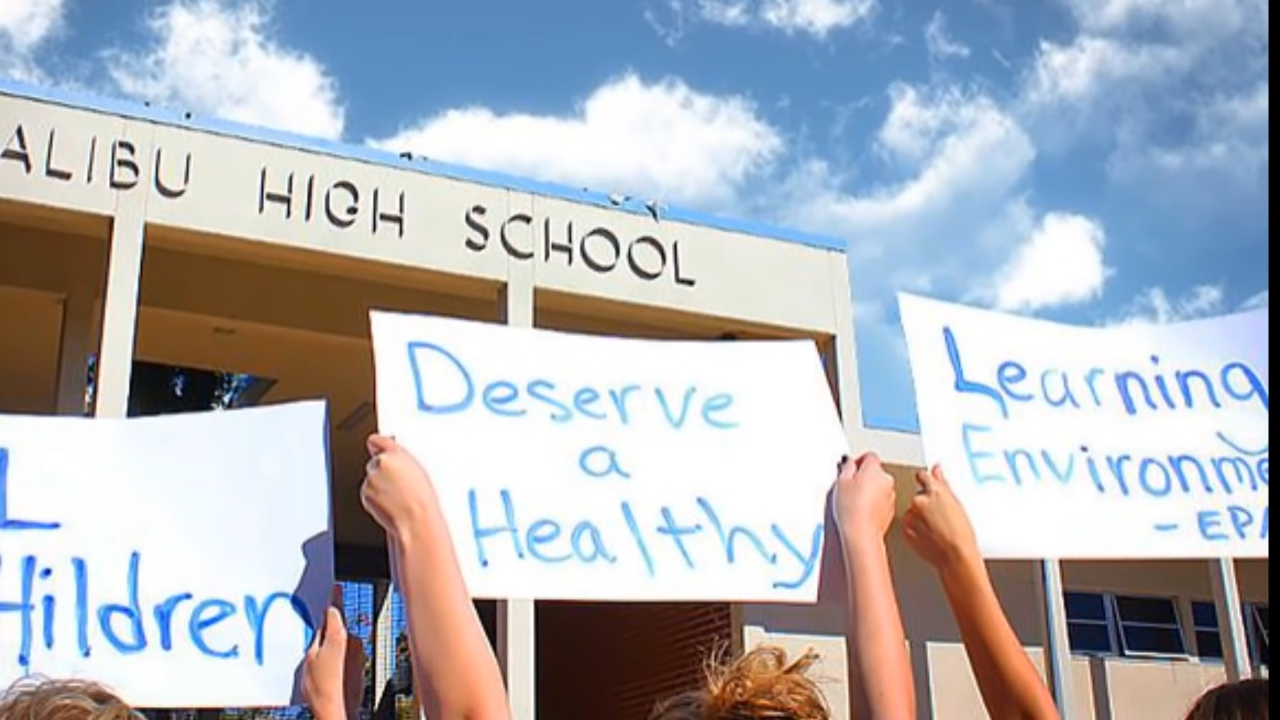 ALIBU HIGH SCHOOL
L
Hildren
Deserve
a
Healthy
Learning
Environme
- EPA